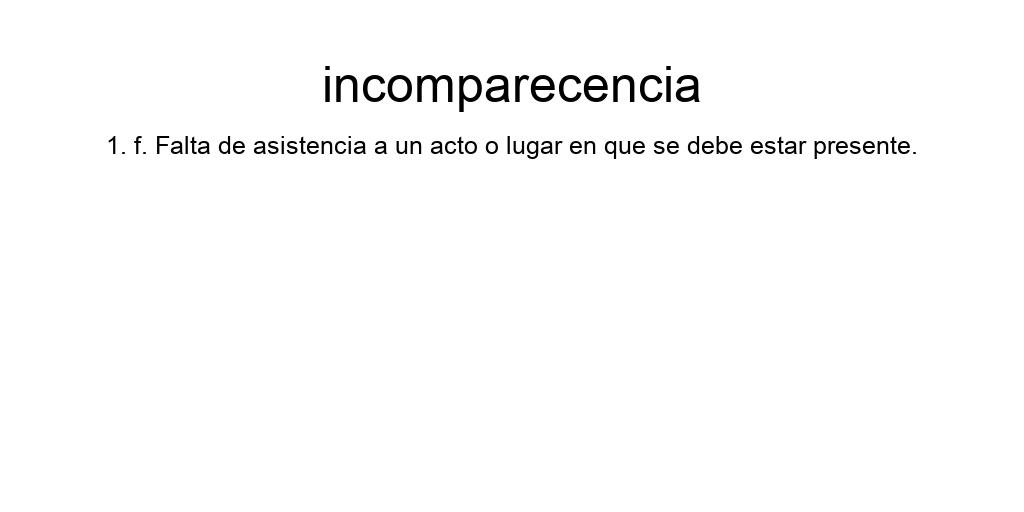 incomparecencia
1. f. Falta de asistencia a un acto o lugar en que se debe estar presente.